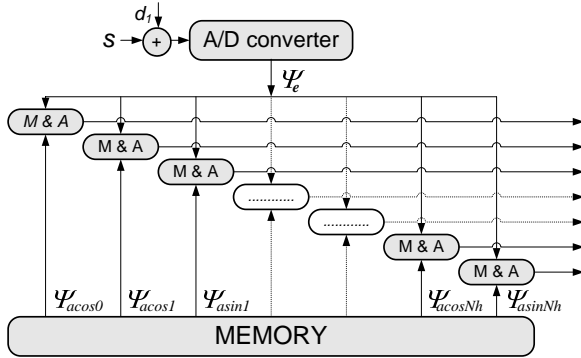 d₁
S
+
A/D converter
Ψₑ
M & A
M & A
M & A
............
............
M & A
M & A
Ψacos0
Ψacos1
Ψasin1
ΨacosNh
ΨasinNh
MEMORY